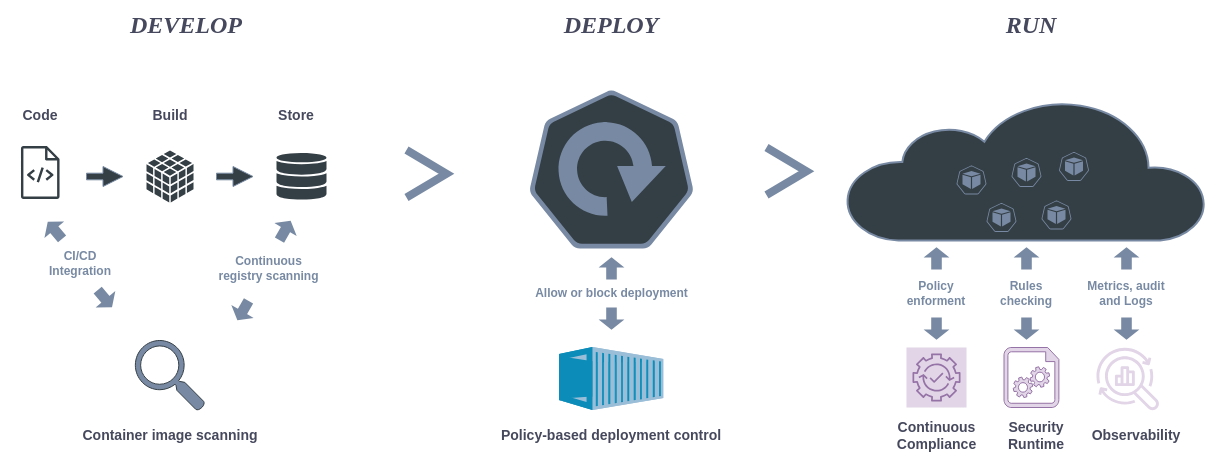 DEVELOP
DEPLOY
RUN
Code
Build
Store
CI/CD
Integration
Continuous
registry scanning
Container image scanning
Allow or block deployment
Policy-based deployment control
Policy
enforment
Rules
checking
Metrics, audit
and Logs
Continuous
Compliance
Security
Runtime
Observability